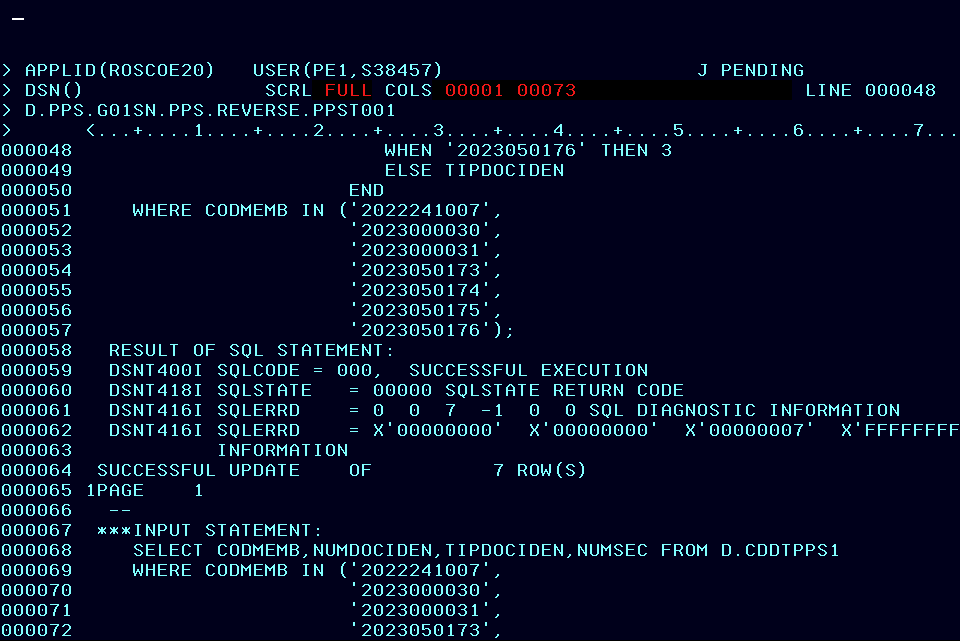 _
> APPLID(ROSCOE20)   USER(PE1,S38457)                     J PENDING
> DSN()               SCRL FULL COLS 00001 00073                   LINE 000048
> D.PPS.G01SN.PPS.REVERSE.PPST001
>      <...+....1....+....2....+....3....+....4....+....5....+....6....+....7...
000048                          WHEN '2023050176' THEN 3
000049                          ELSE TIPDOCIDEN
000050                       END
000051     WHERE CODMEMB IN ('2022241007',
000052                       '2023000030',
000053                       '2023000031',
000054                       '2023050173',
000055                       '2023050174',
000056                       '2023050175',
000057                       '2023050176');
000058   RESULT OF SQL STATEMENT:
000059   DSNT400I SQLCODE = 000,  SUCCESSFUL EXECUTION
000060   DSNT418I SQLSTATE   = 00000 SQLSTATE RETURN CODE
000061   DSNT416I SQLERRD    = 0  0  7  -1  0  0 SQL DIAGNOSTIC INFORMATION
000062   DSNT416I SQLERRD    = X'00000000'  X'00000000'  X'00000007'  X'FFFFFFFF
000063            INFORMATION
000064  SUCCESSFUL UPDATE    OF          7 ROW(S)
000065 1PAGE    1
000066   --
000067  ***INPUT STATEMENT:
000068     SELECT CODMEMB,NUMDOCIDEN,TIPDOCIDEN,NUMSEC FROM D.CDDTPPS1
000069     WHERE CODMEMB IN ('2022241007',
000070                       '2023000030',
000071                       '2023000031',
000072                       '2023050173',